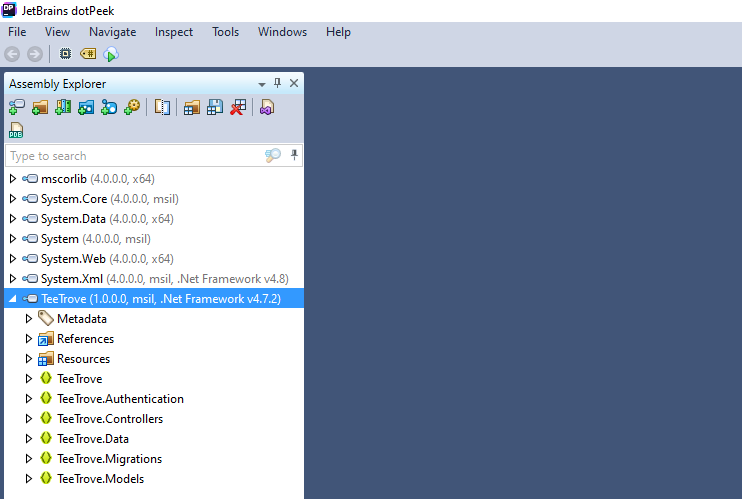 DP JetBrains dotPeek
File View Navigate Inspect Tools Windows Help
Assembly Explorer
PDB
Type to search
mscorlib (4.0.0.0, x64)
System.Core (4.0.0.0, msil)
System.Data (4.0.0.0, x64)
System (4.0.0.0, msil)
System.Web (4.0.0.0, x64)
System.Xml (4.0.0.0, msil, .Net Framework v4.8)
TeeTrove (1.0.0.0, msil, .Net Framework v4.7.2)
Metadata
References
Resources
TeeTrove
TeeTrove.Authentication
TeeTrove.Controllers
TeeTrove.Data
TeeTrove.Migrations
TeeTrove.Models